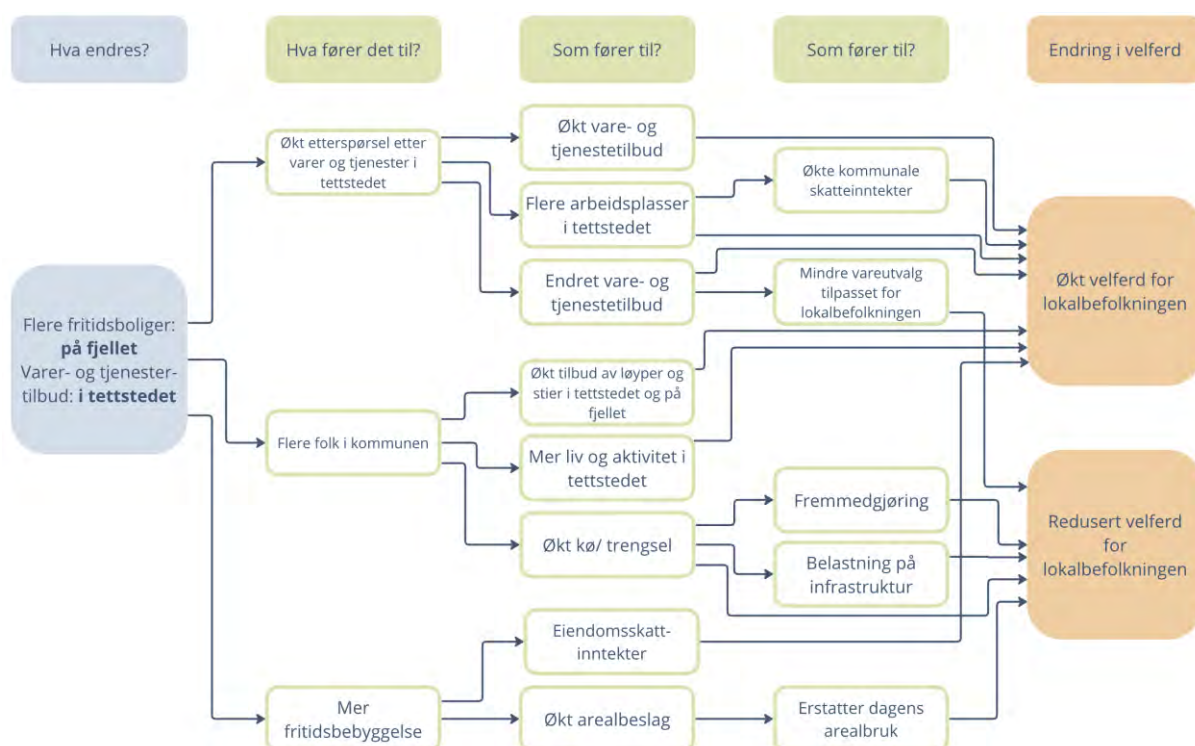 Hva endres?
Hva fører det til?
Som fører til?
Som fører til?
Endring i velferd
Flere fritidsboliger:
på fjellet
Varer- og tjenester-
tilbud: i tettstedet
Økt etterspørsel etter
varer og tjenester i
tettstedet
Flere folk i kommunen
Mer
fritidsbebyggelse
Økt vare- og
tjenestetilbud
Flere arbeidsplasser
i tettstedet
Endret vare- og
tjenestetilbud
Økt tilbud av løyper og
stier i tettstedet og på
fjellet
Mer liv og aktivitet i
tettstedet
Økt kø/ trengsel
Eiendomsskatt-
inntekter
Økt arealbeslag
Økte kommunale
skatteinntekter
Mindre vareutvalg
tilpasset for
lokalbefolkningen
Fremmedgjøring
Belastning på
infrastruktur
Erstatter dagens
arealbruk
Økt velferd for
lokalbefolkningen
Redusert velferd
for
lokalbefolkningen